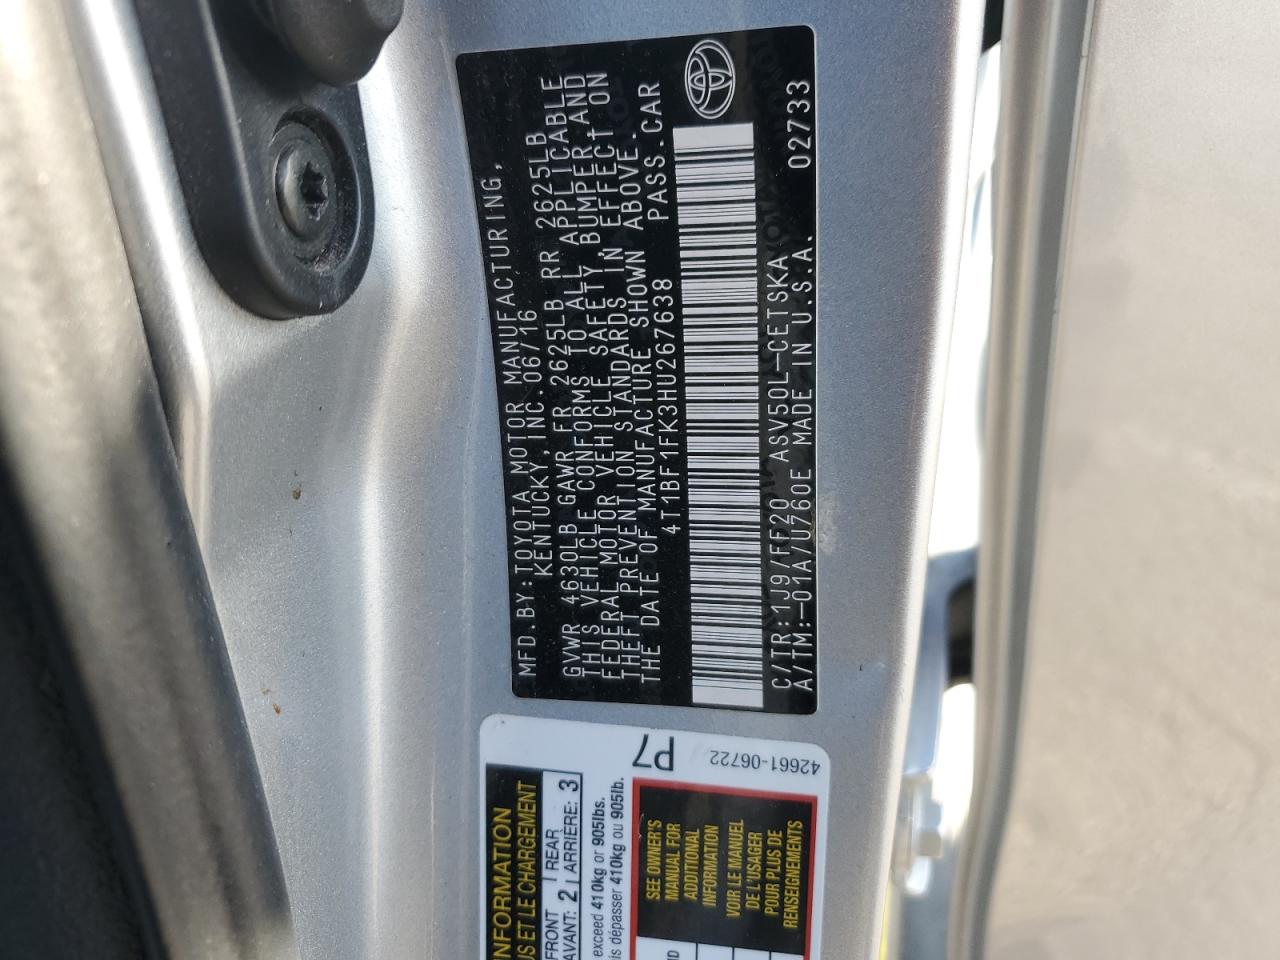 MFD.BY:TOYOTA MOTOR MANUFACTURING,
KENTUCKY,INC.06/16
GVWR 4630LB GAWR FR 2625LB RR 2625LB
THIS VEHICLE CONFORMS TO ALL APPLICABLE
FEDERAL MOTOR VEHICLE SAFETY,BUMPER,AND
THEFT PREVENTION STANDARDS IN EFFECT ON
THE DATE OF MANUFACTURE SHOWN ABOVE.
4T1BF1FK3HU267638 PASS.CAR
C/TR:1J9/FF20 ASV50L-CETSKA 02733
A/TM:-01A/U760E MADE IN U.S.A.
P7
42661-06722
INFORMATION
US ET LE CHARGEMENT
FRONT
AVANT: 2
REAR
ARRIÈRE: 3
exceed 410kg or 905lbs.
is dépasser 410kg ou 905lb.
SEE OWNER'S
MANUAL FOR
ADDITIONAL
INFORMATION
VOIR LE MANUEL
DE L'USAGER
POUR PLUS DE
RENSEIGNEMENTS